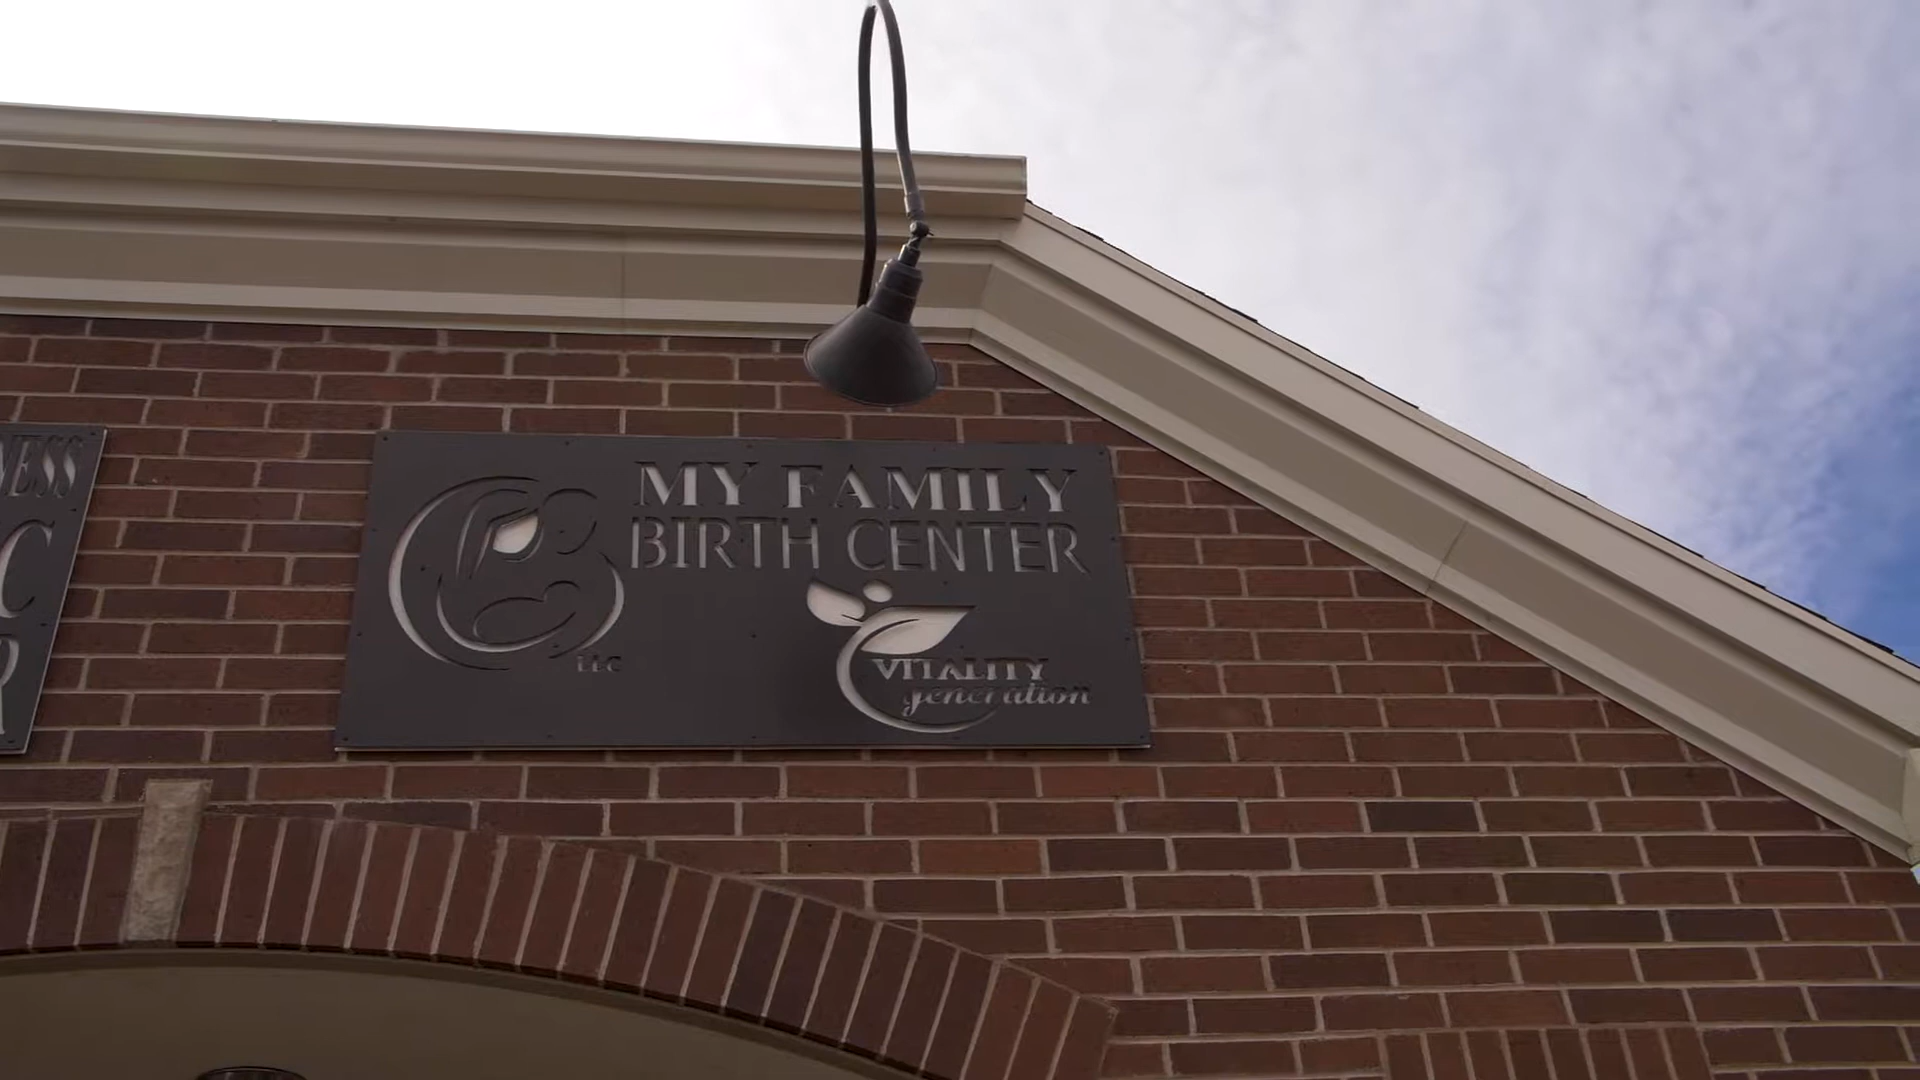 MY FAMILY
BIRTH CENTER
LLC
VITALITY
generation